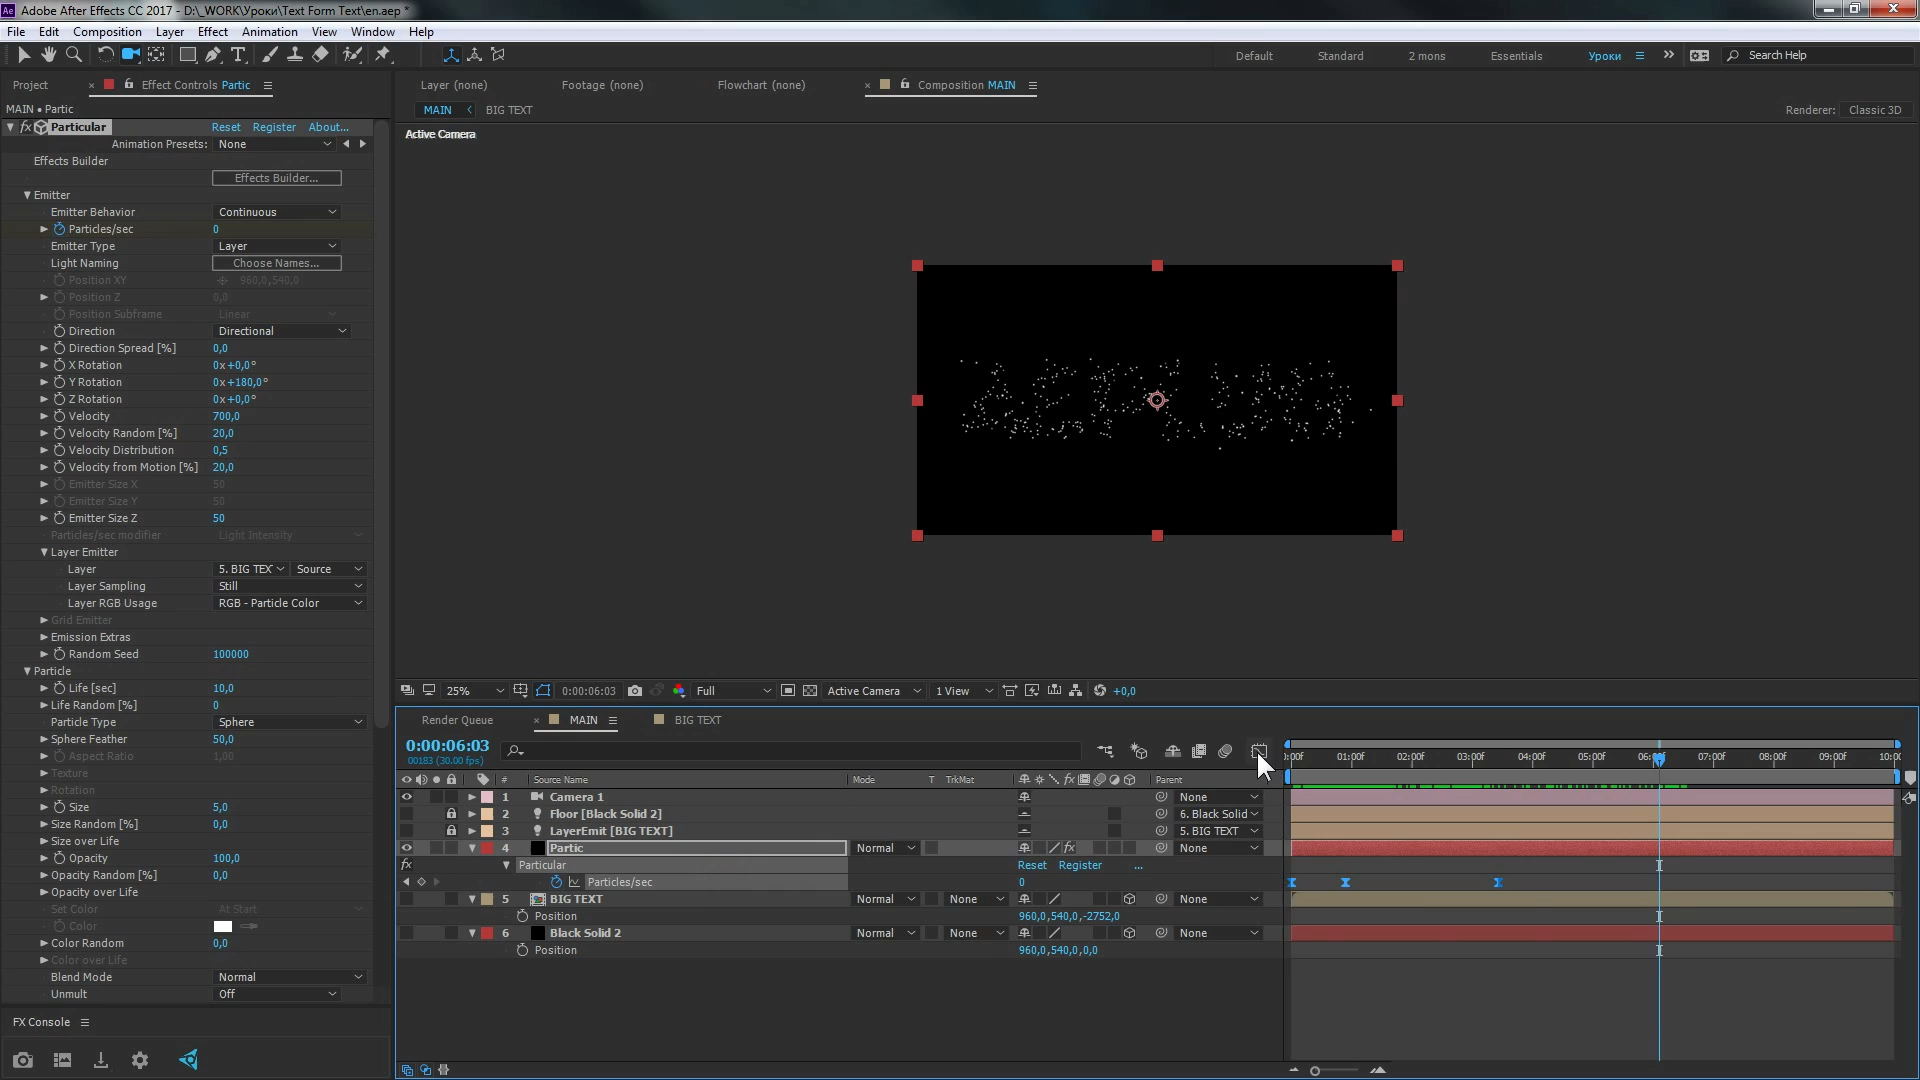 Adobe After Effects CC 2017 - D:\_WORK\Уроки\Text Form Text\en.aep *
File Edit Composition Layer Effect Animation View Window Help
Default Standard 2 mons Essentials Уроки Search Help
Project Effect Controls Partic
Layer (none) Footage (none) Flowchart (none) Composition MAIN
MAIN • Partic
MAIN BIG TEXT Renderer: Classic 3D
Active Camera
Particular Reset Register About...
Animation Presets: None
Effects Builder
Effects Builder...
Emitter
Emitter Behavior Continuous
Particles/sec 0
Emitter Type Layer
Light Naming Choose Names...
Position XY 960,0,540,0
Position Z 0,0
Position Subframe Linear
Direction Directional
Direction Spread [%] 0,0
X Rotation 0x+0,0°
Y Rotation 0x+180,0°
Z Rotation 0x+0,0°
Velocity 700,0
Velocity Random [%] 20,0
Velocity Distribution 0,5
Velocity from Motion [%] 20,0
Emitter Size X 50
Emitter Size Y 50
Emitter Size Z 50
Particles/sec modifier Light Intensity
Layer Emitter
Layer 5. BIG TEX Source
Layer Sampling Still
Layer RGB Usage RGB - Particle Color
Grid Emitter
Emission Extras
Random Seed 100000
Particle
Life [sec] 10,0
Life Random [%] 0
Particle Type Sphere
Sphere Feather 50,0
Aspect Ratio 1,00
Texture
Rotation
Size 5,0
Size Random [%] 0,0
Size over Life
Opacity 100,0
Opacity Random [%] 0,0
Opacity over Life
Set Color At Start
Color
Color Random 0,0
Color over Life
Blend Mode Normal
Unmult Off
FX Console
25% 0:00:06:03 Full Active Camera 1 View +0,0
Render Queue MAIN BIG TEXT
0:00:06:03
00183 (30.00 fps)
:00f 01:00f 02:00f 03:00f 04:00f 05:00f 06:00f 07:00f 08:00f 09:00f 10:00
# Source Name Mode T TrkMat fx Parent
1 Camera 1 None
2 Floor [Black Solid 2] 6. Black Solid
3 LayerEmit [BIG TEXT] 5. BIG TEXT
4 Partic Normal fx None
fx Particular Reset Register ...
Particles/sec 0
5 BIG TEXT Normal None None
Position 960,0,540,0,-2752,0
6 Black Solid 2 Normal None None
Position 960,0,540,0,0,0